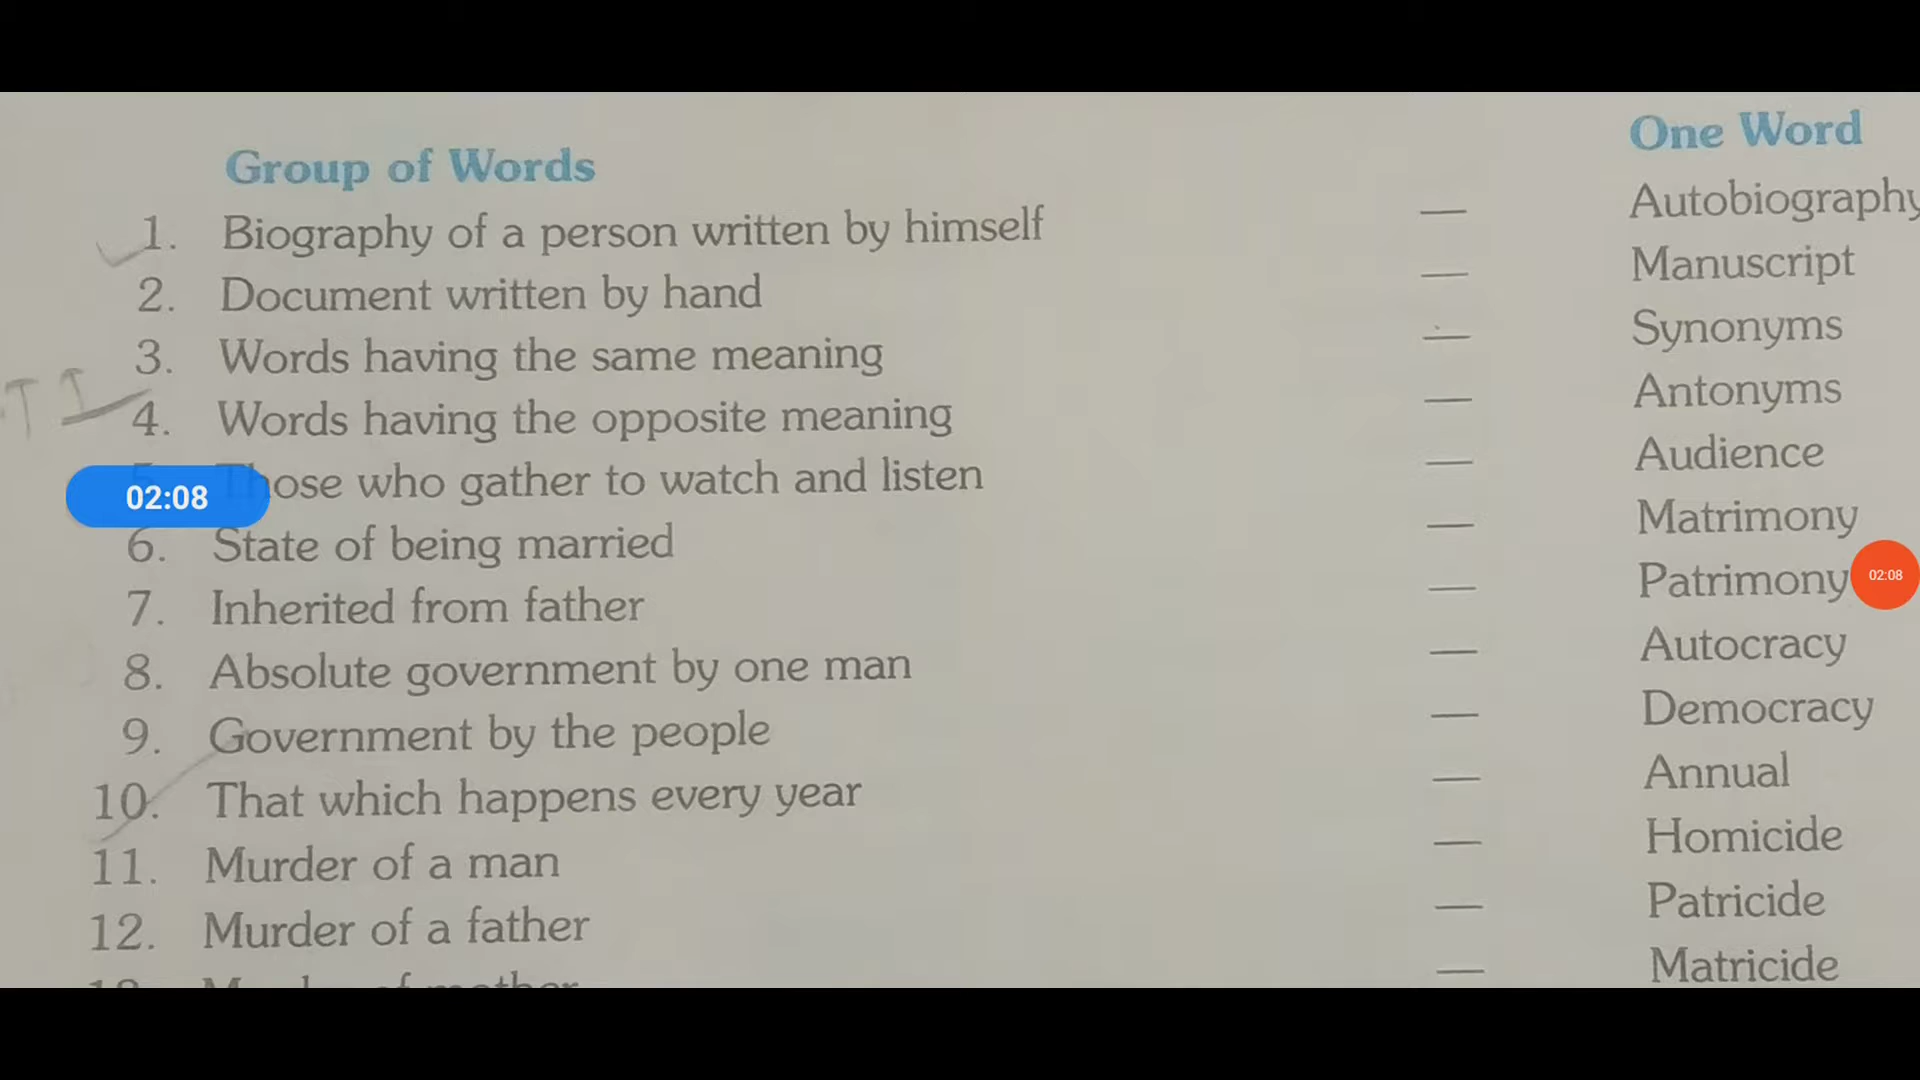 Group of Words One Word
1. Biography of a person written by himself — Autobiography
2. Document written by hand — Manuscript
3. Words having the same meaning — Synonyms
4. Words having the opposite meaning — Antonyms
Those who gather to watch and listen — Audience
02:08
6. State of being married — Matrimony
7. Inherited from father — Patrimony
02:08
8. Absolute government by one man — Autocracy
9. Government by the people — Democracy
10. That which happens every year — Annual
11. Murder of a man — Homicide
12. Murder of a father — Patricide
of mother — Matricide